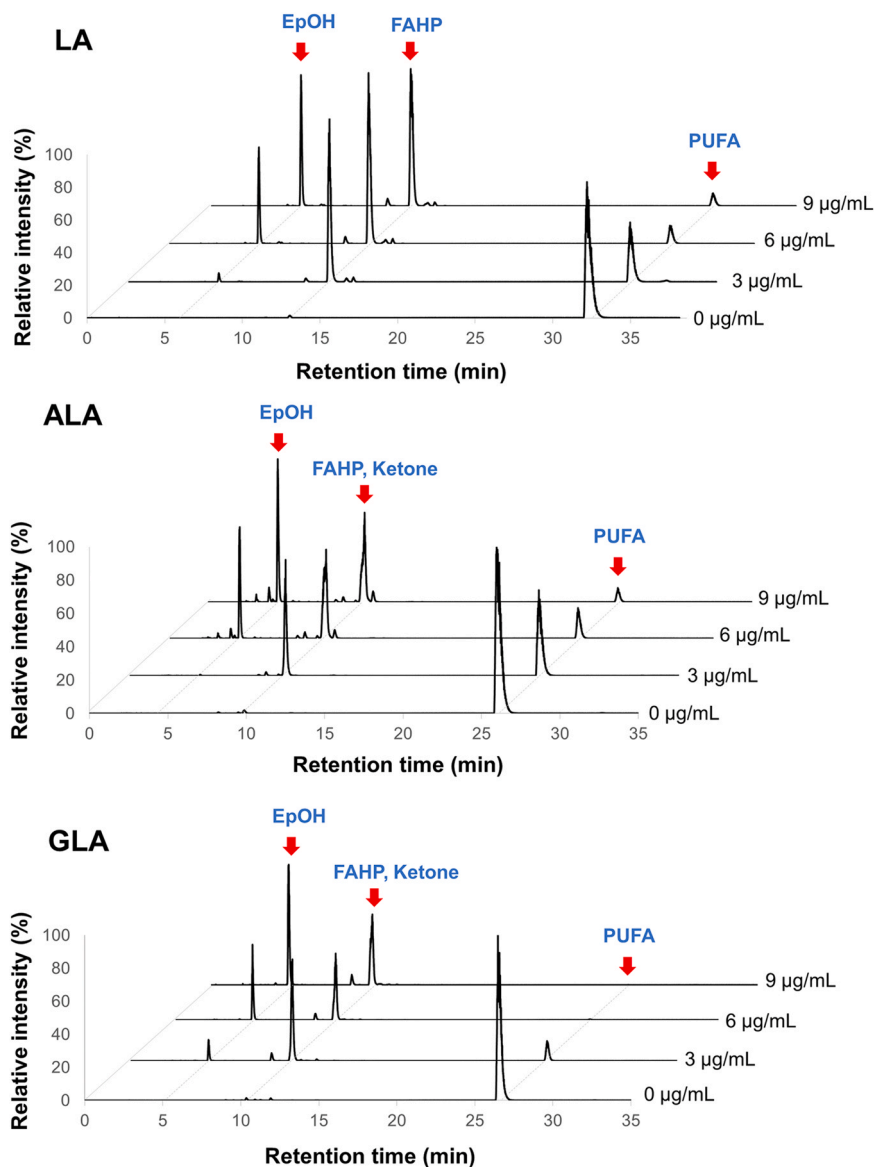 LA
EpOH
FAHP
PUFA
Relative intensity (%)
100
80
60
40
20
0
9 µg/mL
6 µg/mL
3 µg/mL
0 µg/mL
0 5 10 15 20 25 30 35
Retention time (min)
ALA
EpOH
FAHP, Ketone
PUFA
Relative intensity (%)
100
80
60
40
20
0
9 µg/mL
6 µg/mL
3 µg/mL
0 µg/mL
0 5 10 15 20 25 30 35
Retention time (min)
GLA
EpOH
FAHP, Ketone
PUFA
Relative intensity (%)
100
80
60
40
20
0
9 µg/mL
6 µg/mL
3 µg/mL
0 µg/mL
0 5 10 15 20 25 30 35
Retention time (min)